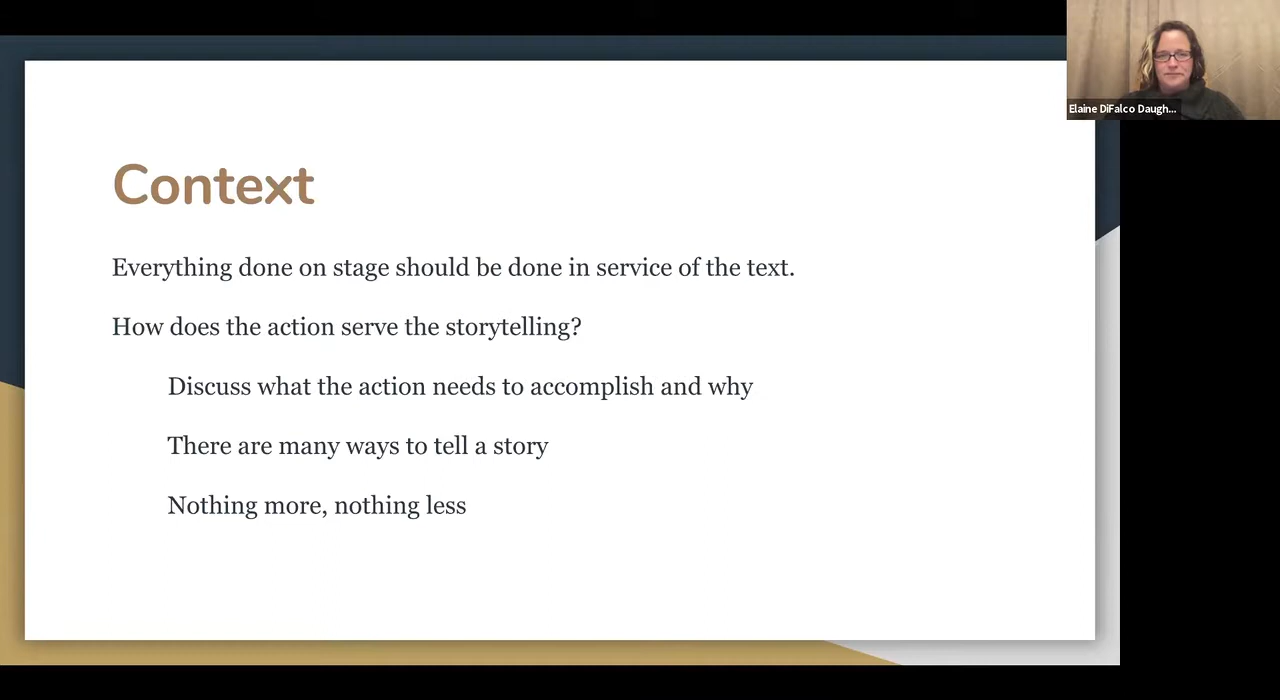 Elaine DiFalco Daugh...
Context
Everything done on stage should be done in service of the text.
How does the action serve the storytelling?
Discuss what the action needs to accomplish and why
There are many ways to tell a story
Nothing more, nothing less